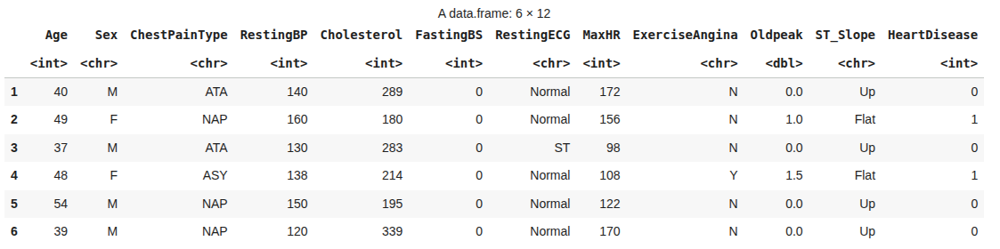 A data.frame: 6 × 12
Age Sex ChestPainType RestingBP Cholesterol FastingBS RestingECG MaxHR ExerciseAngina Oldpeak ST_Slope HeartDisease
<int> <chr> <chr> <int> <int> <int> <chr> <int> <chr> <dbl> <chr> <int>
1 40 M ATA 140 289 0 Normal 172 N 0.0 Up 0
2 49 F NAP 160 180 0 Normal 156 N 1.0 Flat 1
3 37 M ATA 130 283 0 ST 98 N 0.0 Up 0
4 48 F ASY 138 214 0 Normal 108 Y 1.5 Flat 1
5 54 M NAP 150 195 0 Normal 122 N 0.0 Up 0
6 39 M NAP 120 339 0 Normal 170 N 0.0 Up 0